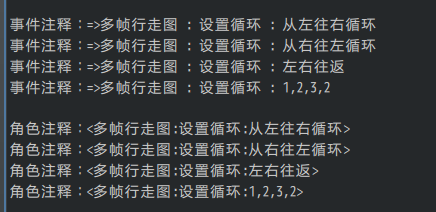 事件注释：=>多帧行走图 : 设置循环 : 从左往右循环
事件注释：=>多帧行走图 : 设置循环 : 从右往左循环
事件注释：=>多帧行走图 : 设置循环 : 左右往返
事件注释：=>多帧行走图 : 设置循环 : 1,2,3,2
角色注释：<多帧行走图:设置循环:从左往右循环>
角色注释：<多帧行走图:设置循环:从右往左循环>
角色注释：<多帧行走图:设置循环:左右往返>
角色注释：<多帧行走图:设置循环:1,2,3,2>